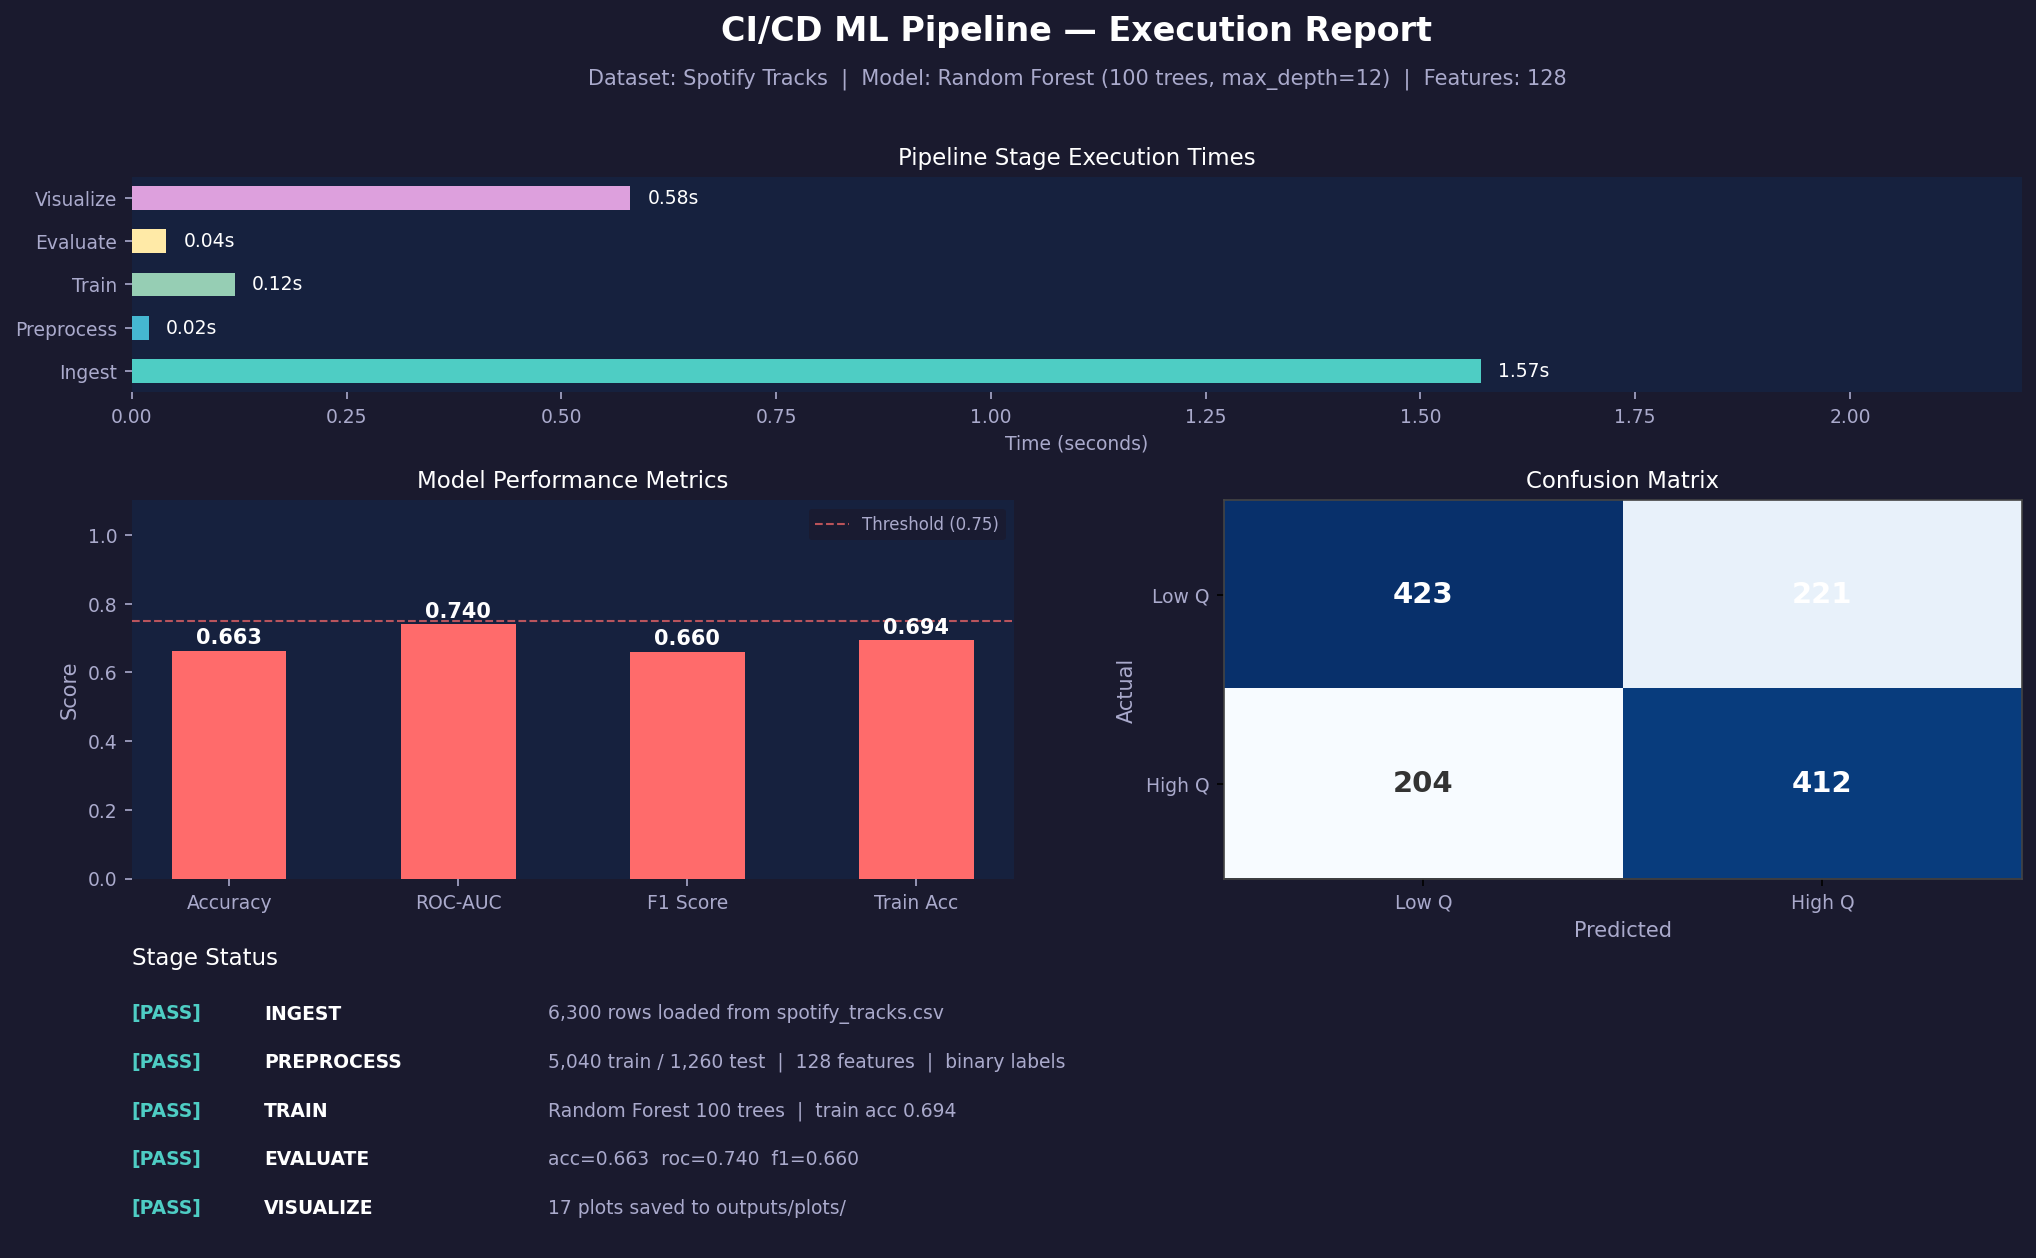 CI/CD ML Pipeline — Execution Report
Dataset: Spotify Tracks | Model: Random Forest (100 trees, max_depth=12) | Features: 128
Pipeline Stage Execution Times
Visualize 0.58s
Evaluate 0.04s
Train 0.12s
Preprocess 0.02s
Ingest 1.57s
0.00 0.25 0.50 0.75 1.00 1.25 1.50 1.75 2.00
Time (seconds)
Model Performance Metrics
Threshold (0.75)
1.0
0.8
0.6
0.4
0.2
0.0
Score
0.663 0.740 0.660 0.694
Accuracy ROC-AUC F1 Score Train Acc
Confusion Matrix
Actual
Low Q 423 221
High Q 204 412
Low Q High Q
Predicted
Stage Status
[PASS] INGEST 6,300 rows loaded from spotify_tracks.csv
[PASS] PREPROCESS 5,040 train / 1,260 test | 128 features | binary labels
[PASS] TRAIN Random Forest 100 trees | train acc 0.694
[PASS] EVALUATE acc=0.663 roc=0.740 f1=0.660
[PASS] VISUALIZE 17 plots saved to outputs/plots/